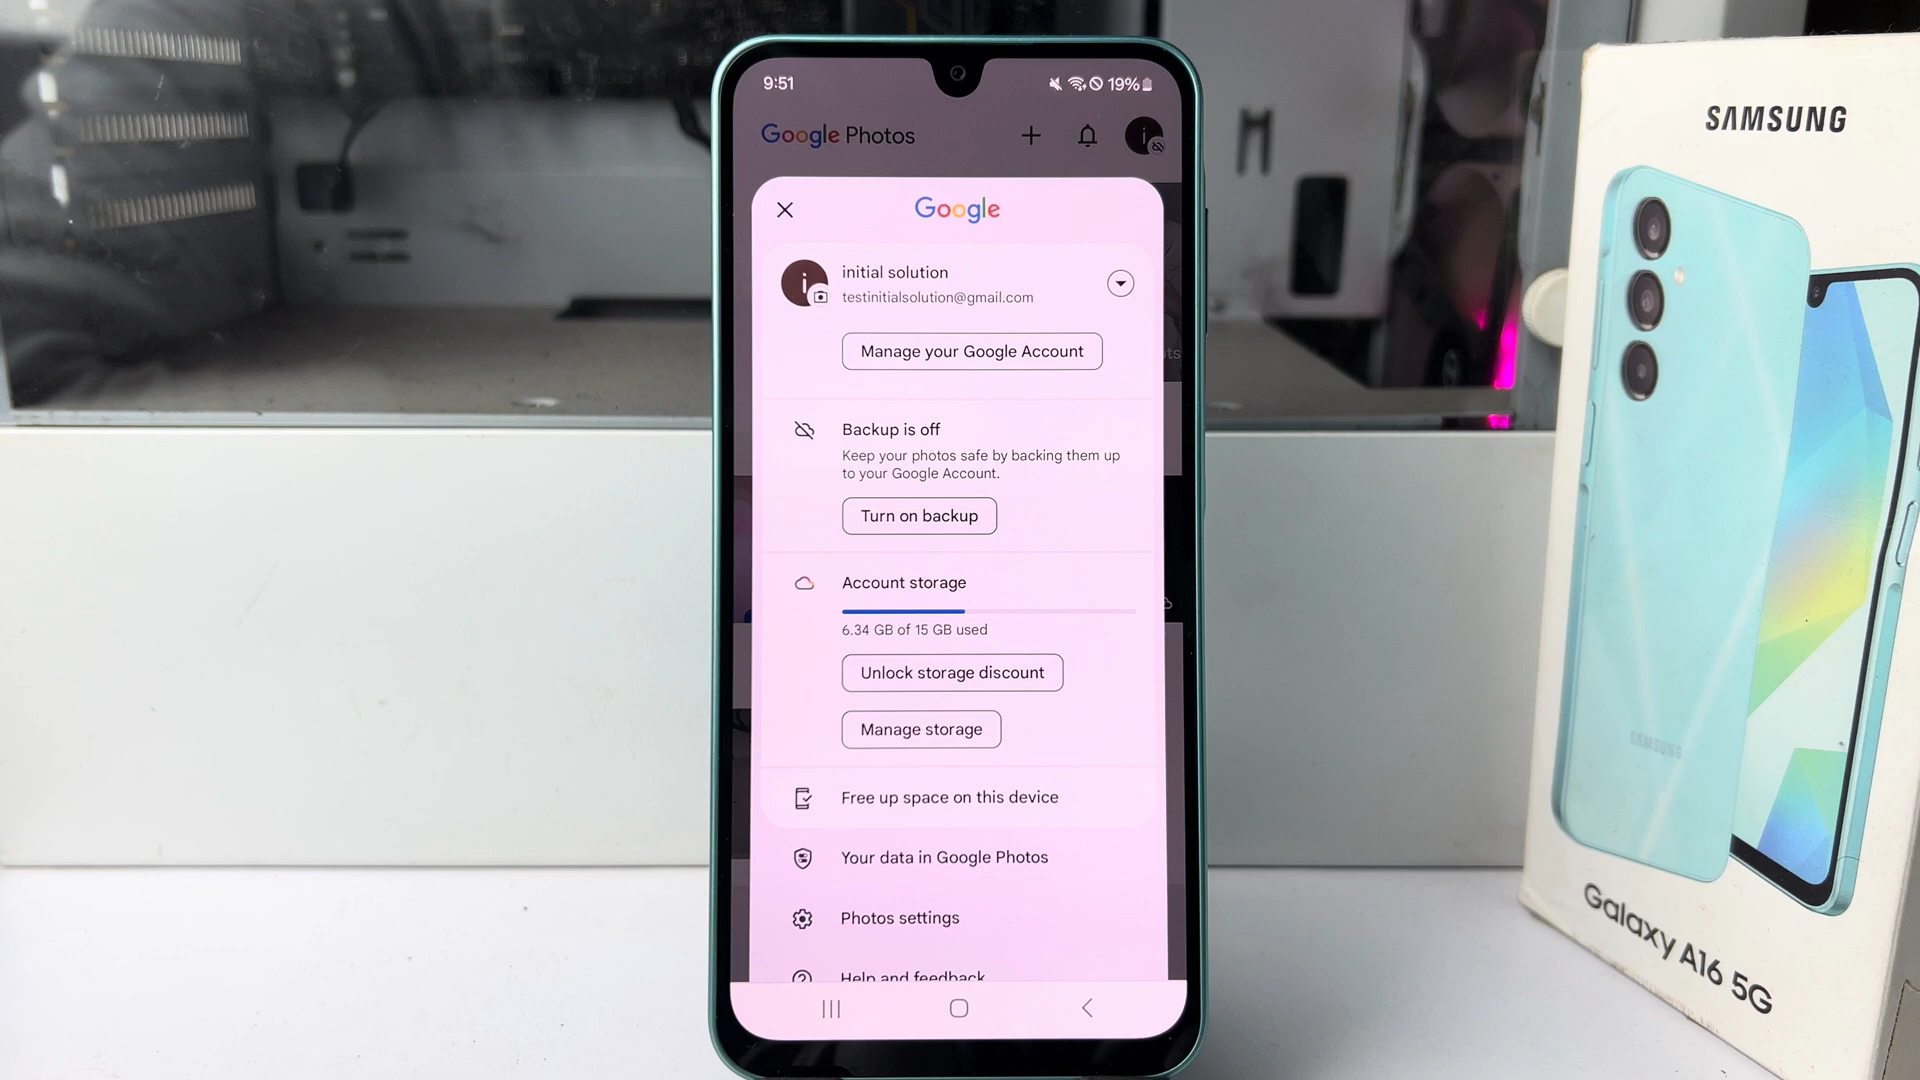 9:51
19%
Google Photos
i
Google
i
initial solution
testinitialsolution@gmail.com
Manage your Google Account
Backup is off
Keep your photos safe by backing them up
to your Google Account.
Turn on backup
Account storage
6.34 GB of 15 GB used
Unlock storage discount
Manage storage
Free up space on this device
Your data in Google Photos
Photos settings
Help and feedback
SAMSUNG
SAMSUNG
Galaxy A16 5G